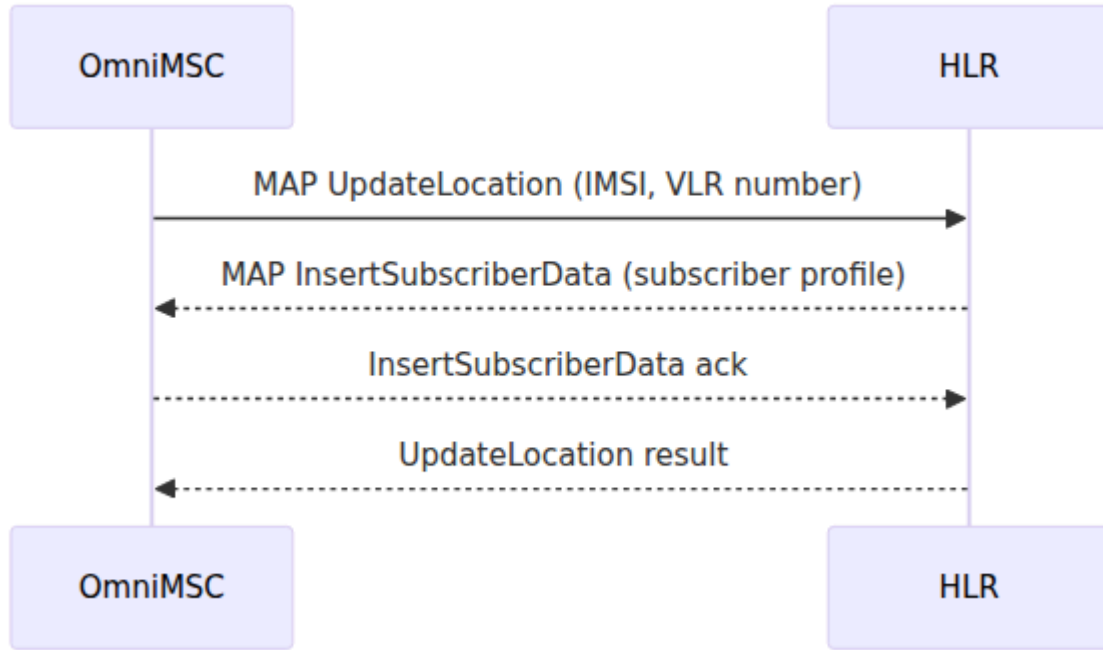 OmniMSC
HLR
MAP UpdateLocation (IMSI, VLR number)
MAP InsertSubscriberData (subscriber profile)
InsertSubscriberData ack
UpdateLocation result
OmniMSC
HLR